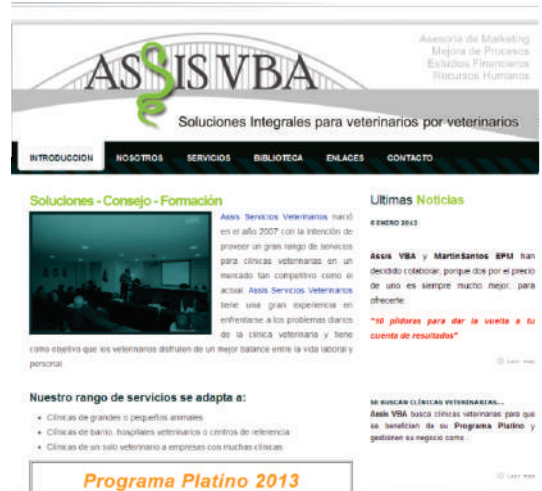 Asesoría de Marketing
Mejora de Procesos
Estudios Financieros
Recursos Humanos
ASSIS VBA
Soluciones Integrales para veterinarios por veterinarios
INTRODUCCION NOSOTROS SERVICIOS BIBLIOTECA ENLACES CONTACTO
Soluciones - Consejo - Formación
Assis Servicios Veterinarios nació
en el año 2007 con la intención de
proveer un gran rango de servicios
para clínicas veterinarias en un
mercado tan competitivo como el
actual. Assis Servicios Veterinarios
tiene una gran experiencia en
enfrentarse a los problemas diarios
de la clínica veterinaria y tiene
como objetivo que los veterinarios disfruten de un mejor balance entre la vida laboral y
personal
Nuestro rango de servicios se adapta a:
Clínicas de grandes o pequeños animales
Clínicas de barrio, hospitales veterinarios o centros de referencia
Clínicas de un solo veterinario a empresas con muchas clínicas
Programa Platino 2013
Ultimas Noticias
6 ENERO 2013
Assis VBA y MartinSantos EPM han
decidido colaborar, porque dos por el precio
de uno es siempre mucho mejor, para
ofrecerte:
"10 píldoras para dar la vuelta a tu
cuenta de resultados"
Leer mas
SE BUSCAN CLÍNICAS VETERINARIAS...
Assis VBA busca clínicas veterinarias para que
se beneficien de su Programa Platino y
gestionen su negocio como
Leer mas